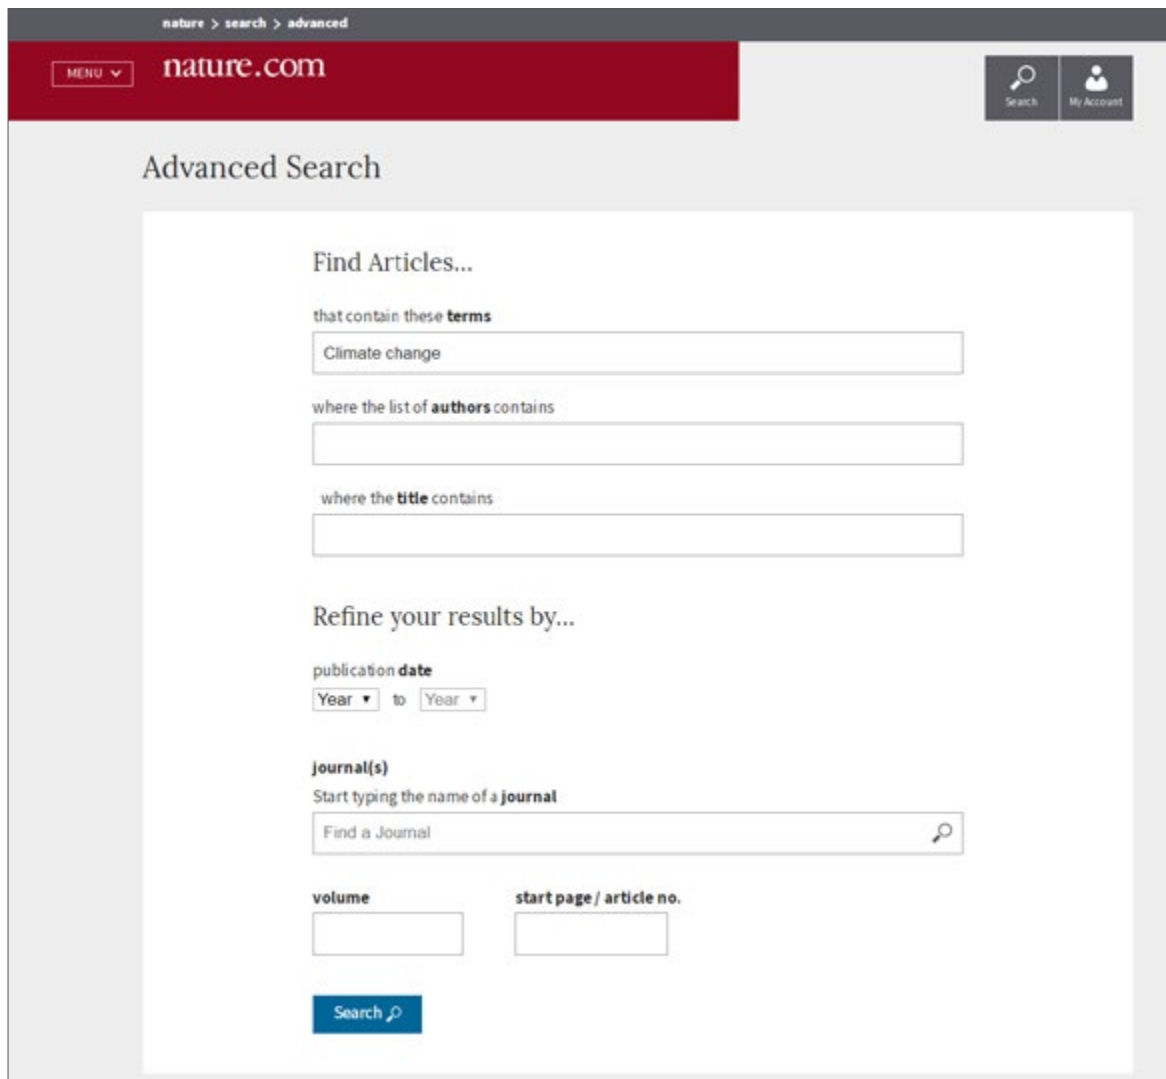 nature > search > advanced
MENU
nature.com
Search
My Account
Advanced Search
Find Articles...
that contain these terms
Climate change
where the list of authors contains
where the title contains
Refine your results by...
publication date
Year to Year
journal(s)
Start typing the name of a journal
Find a Journal
volume start page / article no.
Search